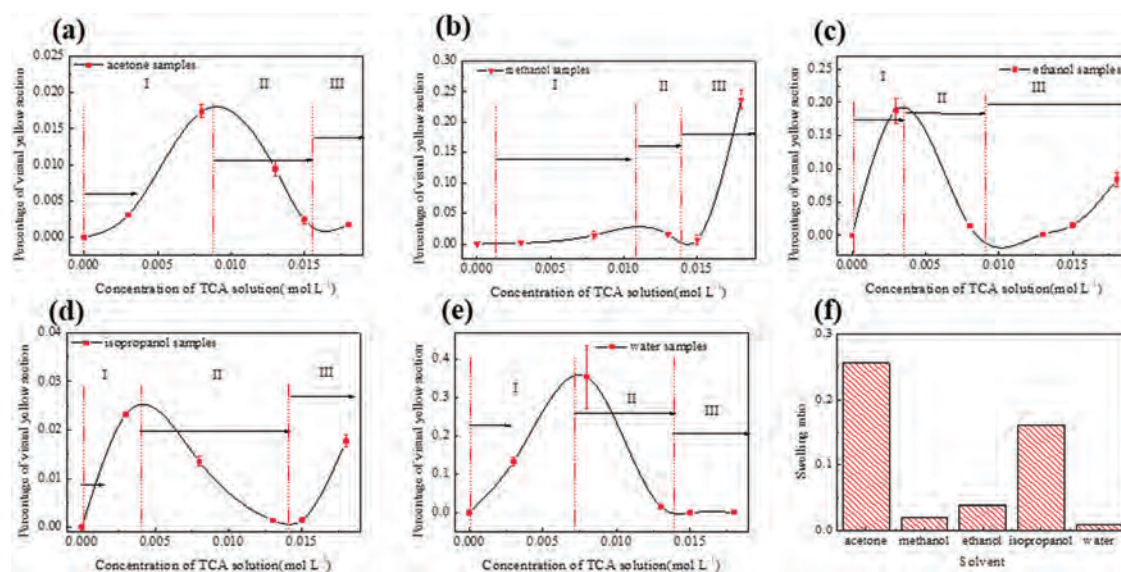 (a)
acetone samples
I
II
III
0.025
0.020
0.015
0.010
0.005
0.000
Percentage of visual yellow section
0.000
0.005
0.010
0.015
Concentration of TCA solution(mol L⁻¹)
(b)
methanol samples
I
II
III
0.30
0.25
0.20
0.15
0.10
0.05
0.00
Percentage of visual yellow section
0.000
0.005
0.010
0.015
Concentration of TCA solution(mol L⁻¹)
(c)
ethanol samples
I
II
III
0.25
0.20
0.15
0.10
0.05
0.00
Percentage of visual yellow section
0.000
0.005
0.010
0.015
Concentration of TCA solution(mol L⁻¹)
(d)
isopropanol samples
I
II
III
0.04
0.03
0.02
0.01
0.00
Percentage of visual yellow section
0.000
0.005
0.010
0.015
Concentration of TCA solution(mol L⁻¹)
(e)
water samples
I
II
III
0.4
0.3
0.2
0.1
0.0
Percentage of visual yellow section
0.000
0.005
0.010
0.015
Concentration of TCA solution(mol L⁻¹)
(f)
0.3
0.2
0.1
0.0
Swelling ratio
acetone
methanol
ethanol
isopropanol
water
Solvent